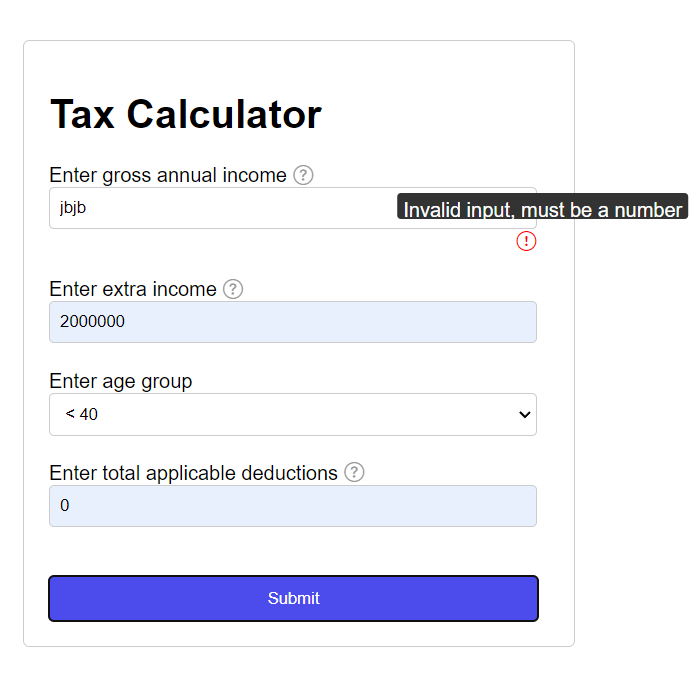 Tax Calculator
Enter gross annual income ?
jbjb
Invalid input, must be a number
!
Enter extra income ?
2000000
Enter age group
< 40
Enter total applicable deductions ?
0
Submit